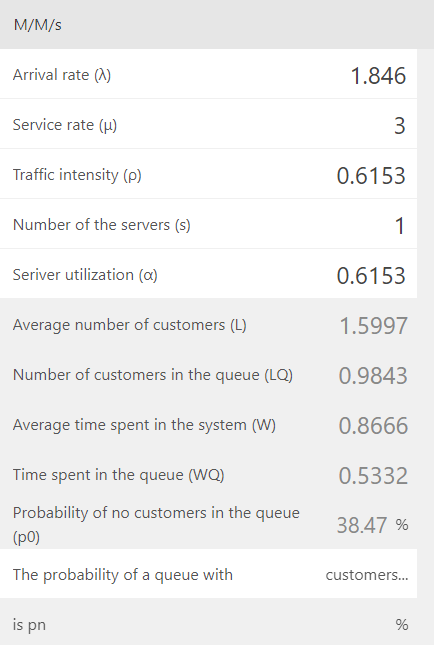 M/M/s
Arrival rate (λ) 1.846
Service rate (μ) 3
Traffic intensity (ρ) 0.6153
Number of the servers (s) 1
Seriver utilization (α) 0.6153
Average number of customers (L) 1.5997
Number of customers in the queue (LQ) 0.9843
Average time spent in the system (W) 0.8666
Time spent in the queue (WQ) 0.5332
Probability of no customers in the queue
(p0) 38.47 %
The probability of a queue with customers...
is pn %